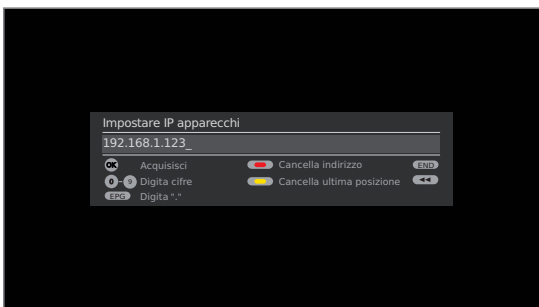 Impostare IP apparecchi
192.168.1.123_
OK Acquisisci Cancella indirizzo END
0-9 Digita cifre Cancella ultima posizione
EPG Digita "."